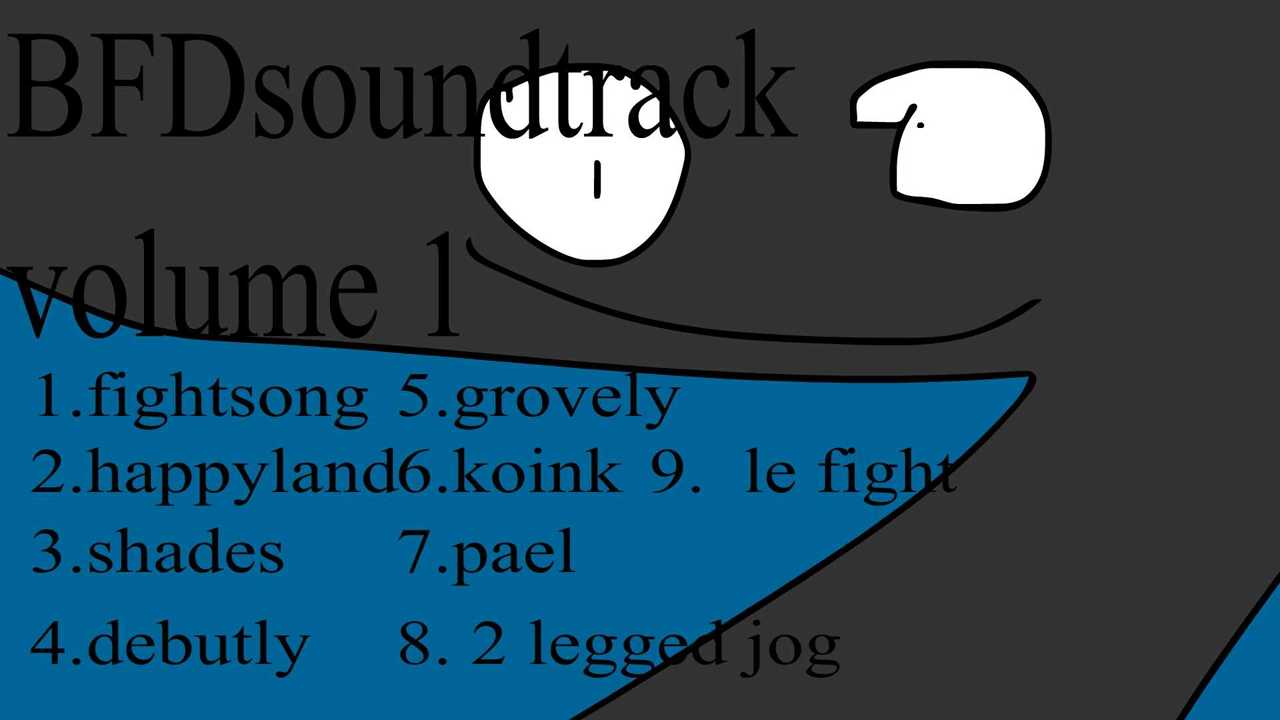 BFDsoundtrack
volume 1
1.fightsong 5.grovely
2.happyland6.koink 9. le fight
3.shades 7.pael
4.debutly 8. 2 legged jog